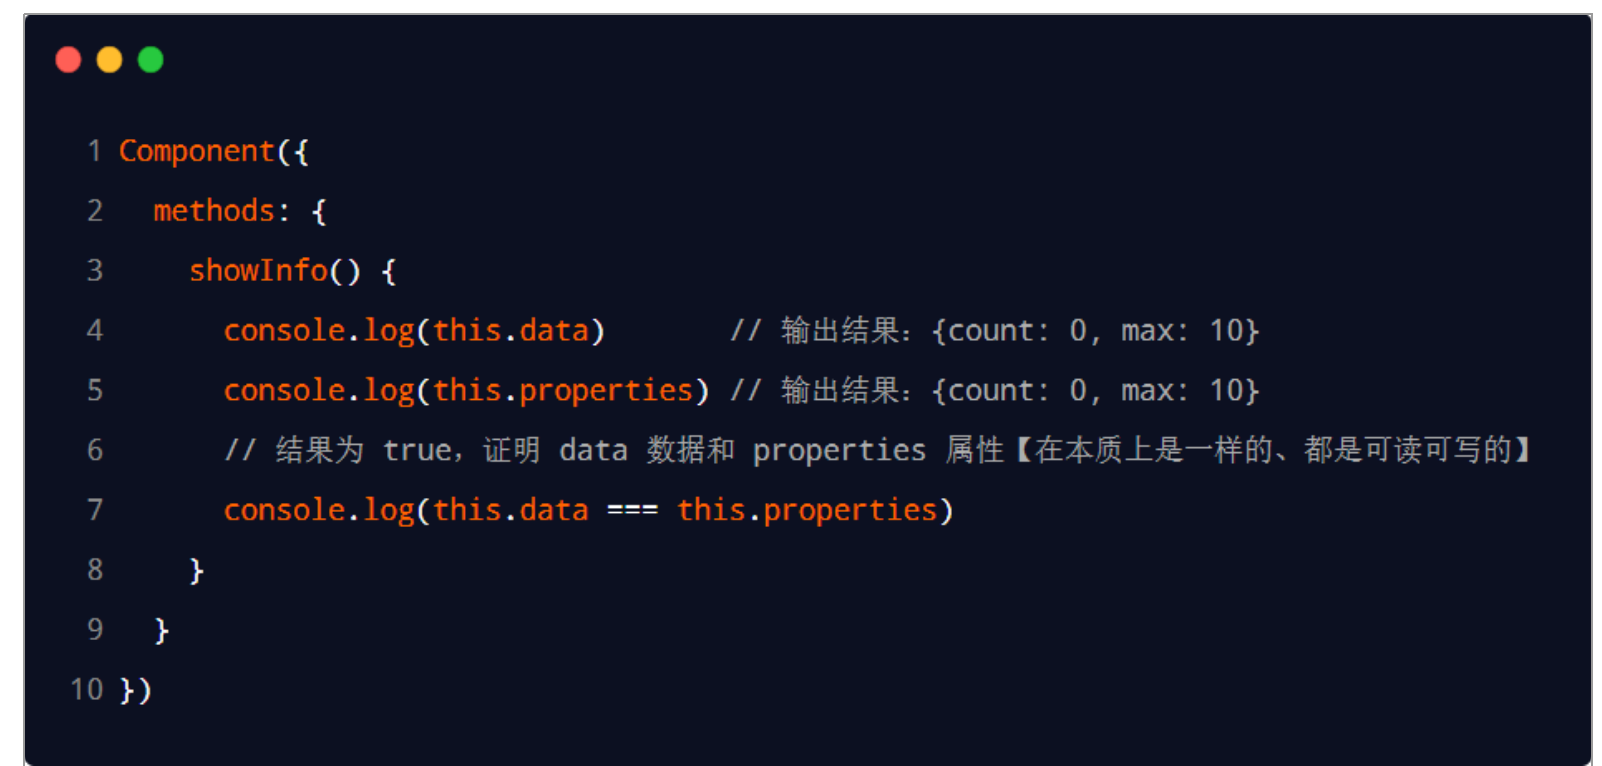 1 Component({
2 methods: {
3 showInfo() {
4 console.log(this.data) // 输出结果：{count: 0, max: 10}
5 console.log(this.properties) // 输出结果：{count: 0, max: 10}
6 // 结果为 true，证明 data 数据和 properties 属性【在本质上是一样的、都是可读可写的】
7 console.log(this.data === this.properties)
8 }
9 }
10 })